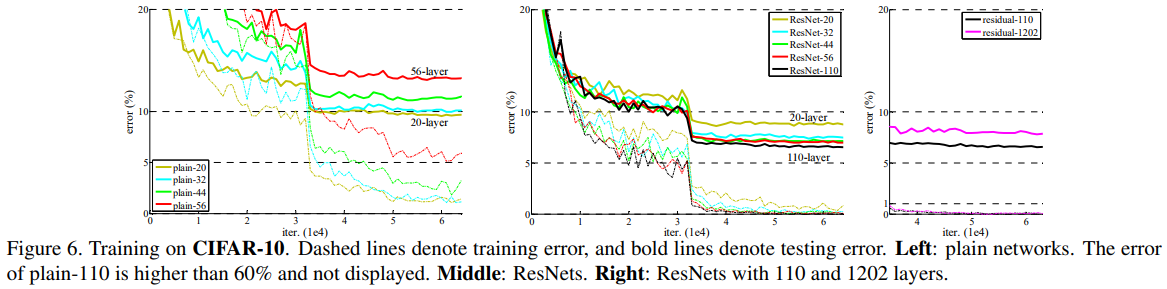 20
15
10
5
0
error (%)
1
2
3
4
5
6
iter. (1e4)
56-layer
20-layer
plain-20
plain-32
plain-44
plain-56
20
15
10
5
0
error (%)
0
1
2
3
4
5
6
iter. (1e4)
ResNet-20
ResNet-32
ResNet-44
ResNet-56
ResNet-110
20-layer
110-layer
20
15
10
5
1
0
error (%)
4
5
6
iter. (1e4)
residual-110
residual-1202
Figure 6. Training on CIFAR-10. Dashed lines denote training error, and bold lines denote testing error. Left: plain networks. The error
of plain-110 is higher than 60% and not displayed. Middle: ResNets. Right: ResNets with 110 and 1202 layers.